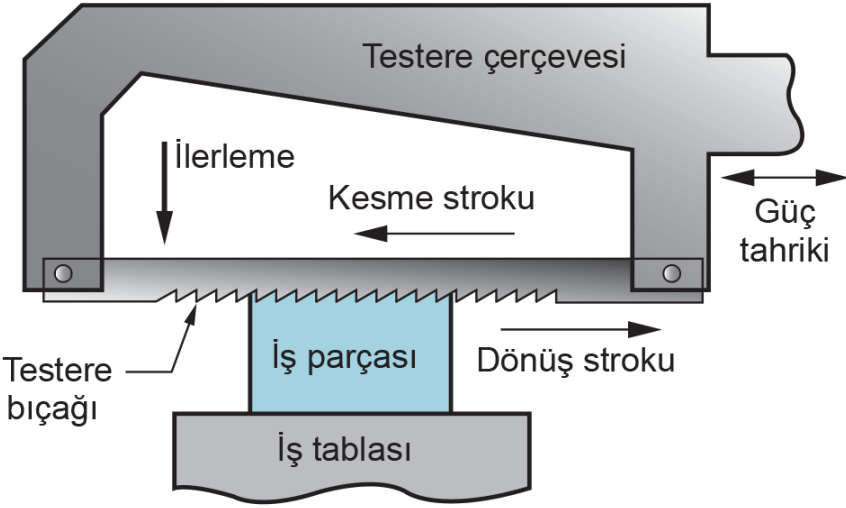 Testere çerçevesi
İlerleme
Kesme stroku
Güç
tahriki
Testere
bıçağı
İş parçası
Dönüş stroku
İş tablası